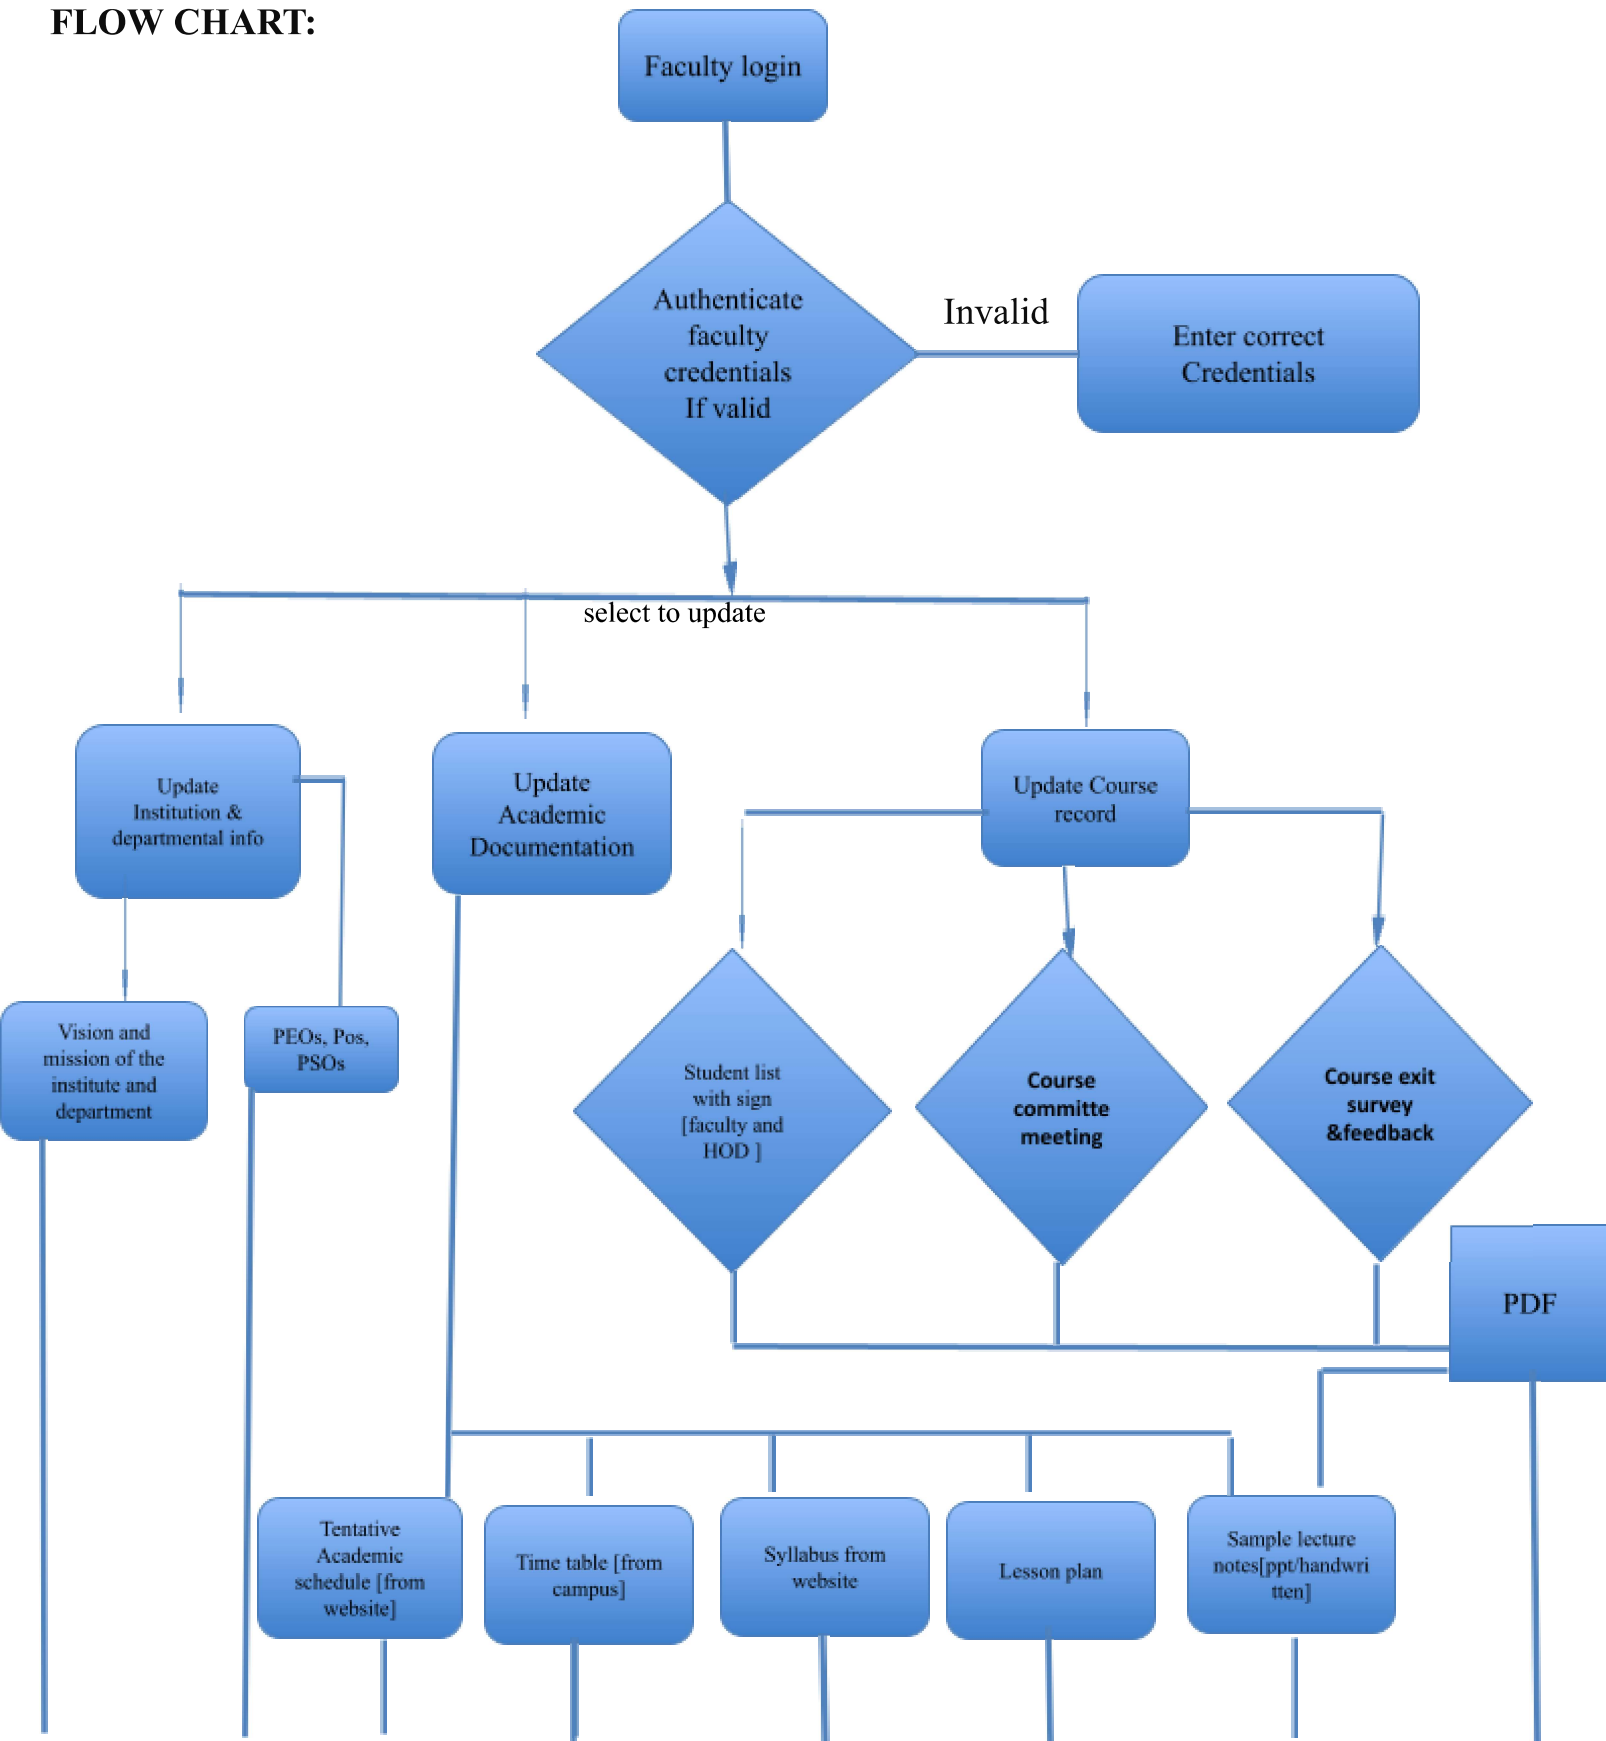 FLOW CHART:
Faculty login
Authenticate
faculty
credentials
If valid
Invalid
Enter correct
Credentials
select to update
Update
Institution &
departmental info
Update
Academic
Documentation
Update Course
record
Vision and
mission of the
institute and
department
PEOs, Pos,
PSOs
Student list
with sign
[faculty and
HOD ]
Course
committe
meeting
Course exit
survey
&feedback
PDF
Tentative
Academic
schedule [from
website]
Time table [from
campus]
Syllabus from
website
Lesson plan
Sample lecture
notes[ppt/handwri
tten]